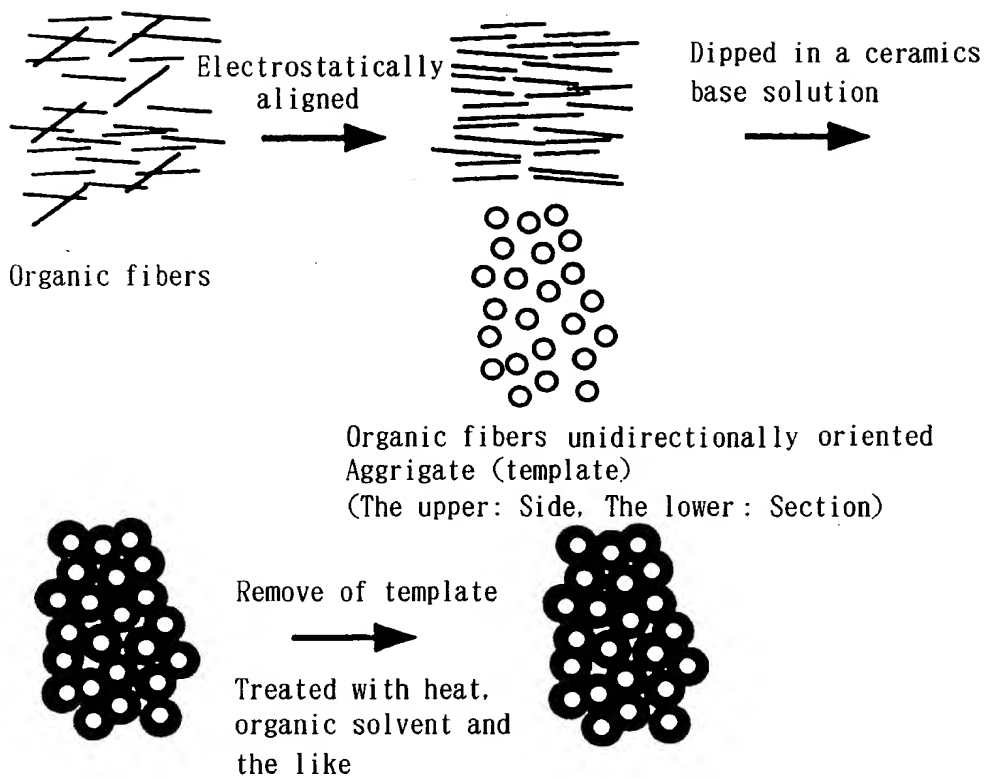 Electrostatically
aligned
Dipped in a ceramics
base solution
Organic fibers
Organic fibers unidirectionally oriented
Aggrigate (template)
(The upper: Side, The lower: Section)
Remove of template
Treated with heat,
organic solvent and
the like